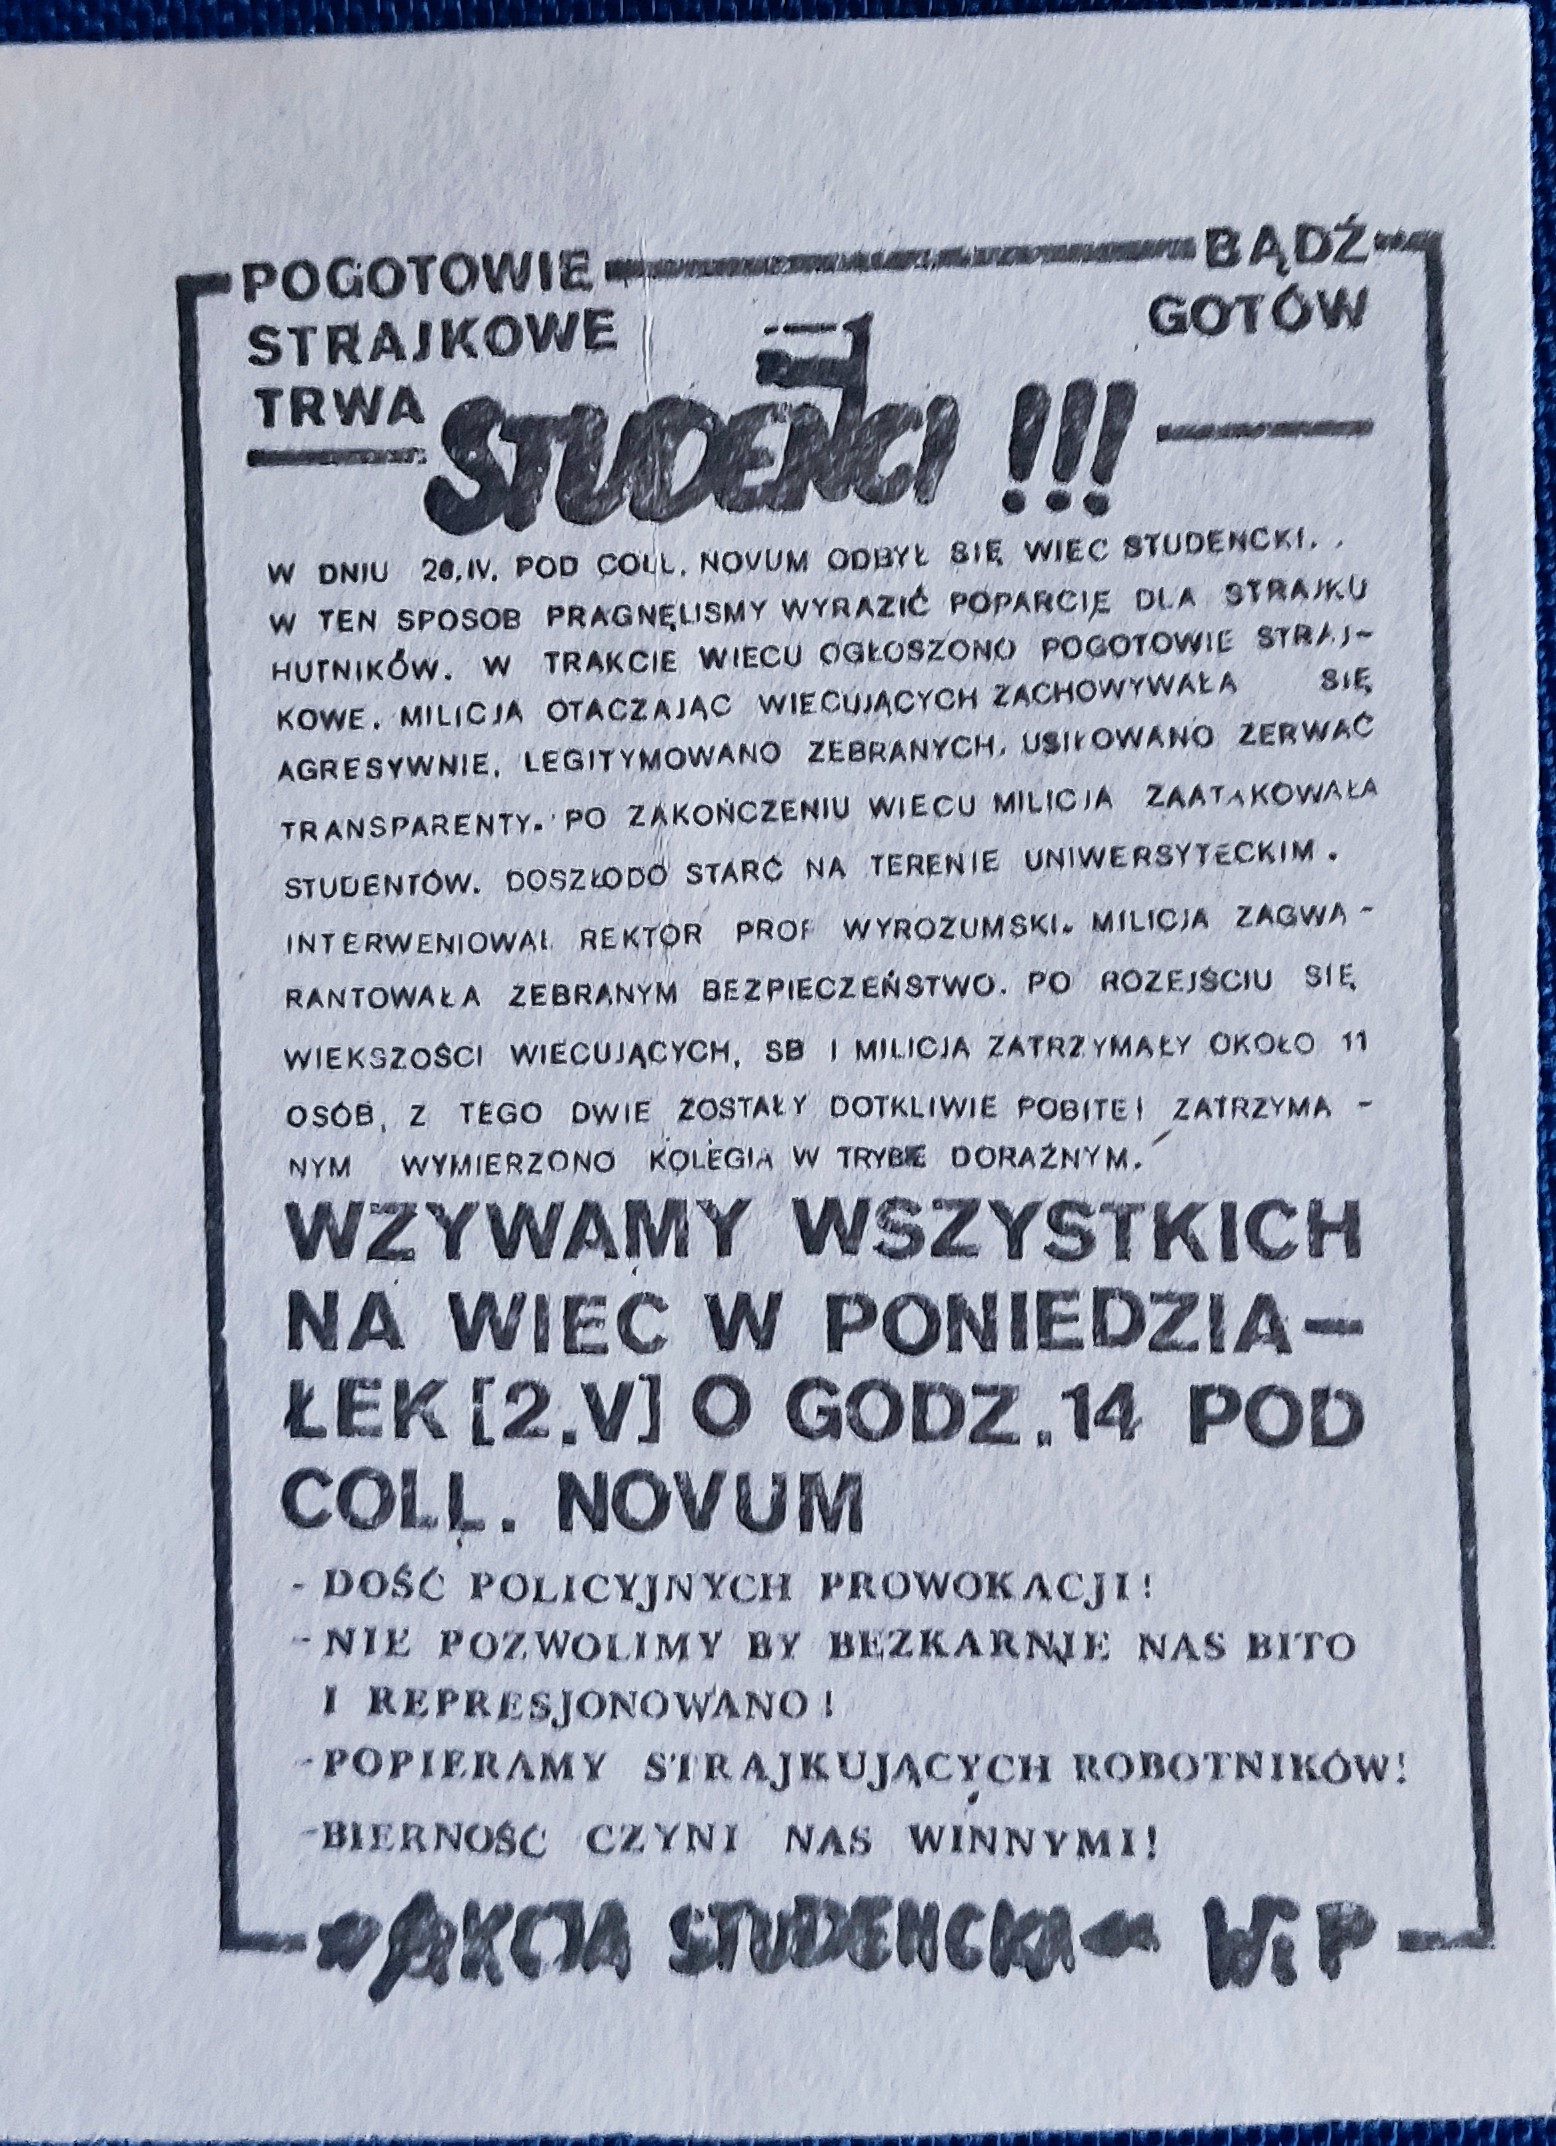 POGOTOWIE
STRAJKOWE
TRWA
BĄDŹ
GOTÓW
STUDENCI !!!
W DNIU 28.IV. POD COLL. NOVUM ODBYŁ SIĘ WIEC STUDENCKI.
W TEN SPOSOB PRAGNĘLISMY WYRAZIĆ POPARCIE DLA STRAJKU
HUTNIKÓW. W TRAKCIE WIECU OGŁOSZONO POGOTOWIE STRAJ-
KOWE. MILICJA OTACZAJĄC WIECUJĄCYCH ZACHOWYWAŁA SIĘ
AGRESYWNIE. LEGITYMOWANO ZEBRANYCH. USIŁOWANO ZERWAĆ
TRANSPARENTY. PO ZAKOŃCZENIU WIECU MILICJA ZAATAKOWAŁA
STUDENTÓW. DOSZŁODO STARĆ NA TERENIE UNIWERSYTECKIM.
INTERWENIOWAŁ REKTOR PROF WYROZUMSKI. MILICJA ZAGWA-
RANTOWAŁA ZEBRANYM BEZPIECZEŃSTWO. PO ROZEJŚCIU SIĘ
WIEKSZOŚCI WIECUJĄCYCH, SB I MILICJA ZATRZYMAŁY OKOŁO 11
OSÓB, Z TEGO DWIE ZOSTAŁY DOTKLIWIE POBITE! ZATRZYMA-
NYM WYMIERZONO KOLEGIA W TRYBIE DORAŹNYM.
WZYWAMY WSZYSTKICH
NA WIEC W PONIEDZIA-
ŁEK [2.V] O GODZ.14 POD
COLL. NOVUM
- DOŚĆ POLICYJNYCH PROWOKACJI!
- NIE POZWOLIMY BY BEZKARNIE NAS BITO
I REPRESJONOWANO!
- POPIERAMY STRAJKUJĄCYCH ROBOTNIKÓW!
- BIERNOŚĆ CZYNI NAS WINNYMI!
AKCJA STUDENCKA WiP